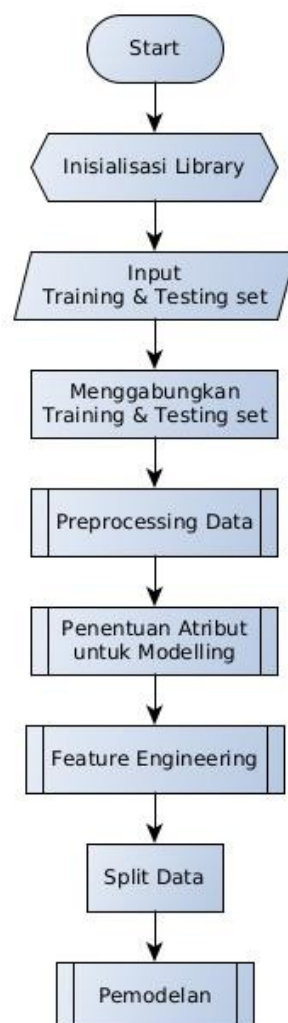 Start
Inisialisasi Library
Input
Training & Testing set
Menggabungkan
Training & Testing set
Preprocessing Data
Penentuan Atribut
untuk Modelling
Feature Engineering
Split Data
Pemodelan